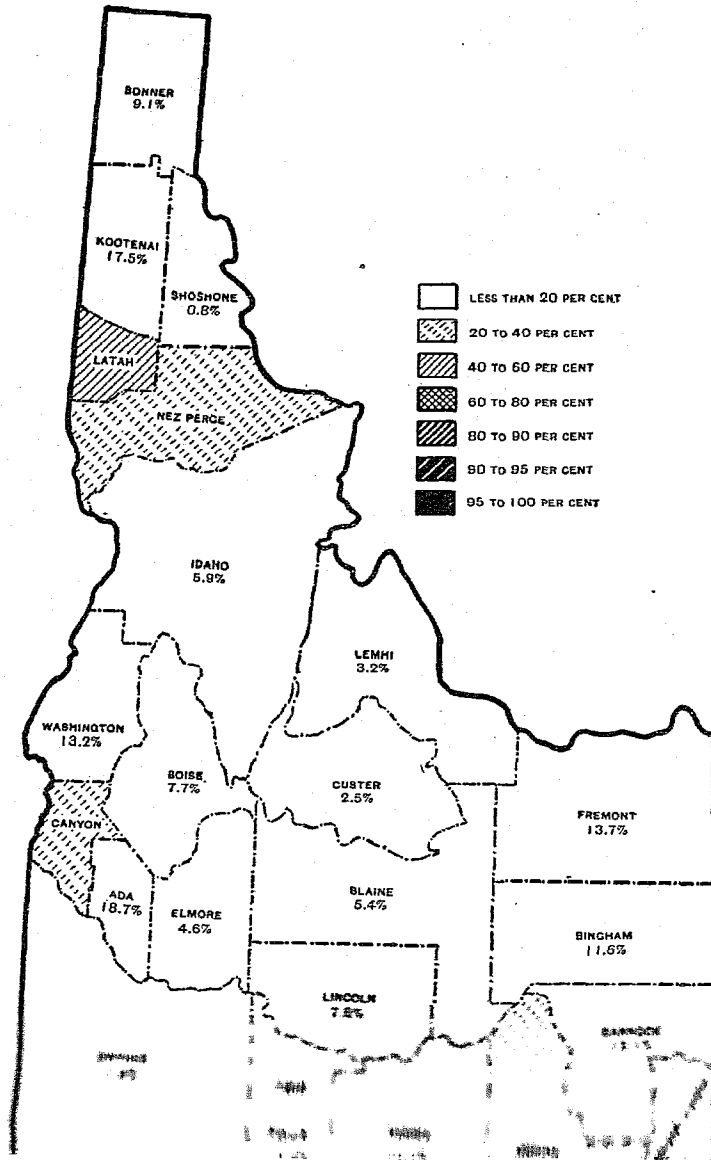 BONNER
9.1%
KOOTENAI
17.5%
SHOSHONE
0.8%
LATAH
NEZ PERCE
LESS THAN 20 PER CENT
20 TO 40 PER CENT
40 TO 60 PER CENT
60 TO 80 PER CENT
80 TO 90 PER CENT
90 TO 95 PER CENT
95 TO 100 PER CENT
IDAHO
5.9%
LEMHI
3.2%
WASHINGTON
13.2%
BOISE
7.7%
CUSTER
2.5%
CANYON
FREMONT
13.7%
ADA
18.7%
ELMORE
4.6%
BLAINE
5.4%
BINGHAM
11.6%
LINCOLN
BANNOCK